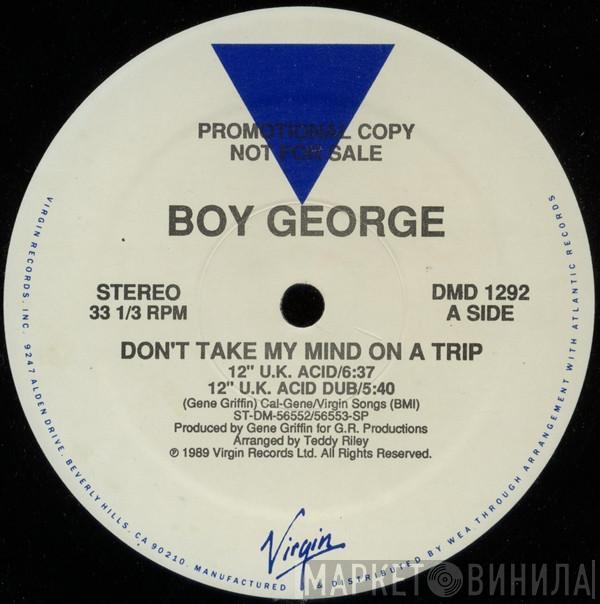 PROMOTIONAL COPY
NOT FOR SALE
BOY GEORGE
STEREO
33 1/3 RPM
DMD 1292
A SIDE
DON'T TAKE MY MIND ON A TRIP
12" U.K. ACID/6:37
12" U.K. ACID DUB/5:40
(Gene Griffin) Cal-Gene/Virgin Songs (BMI)
ST-DM-56552/56553-SP
Produced by Gene Griffin for G.R. Productions
Arranged by Teddy Riley
℗ 1989 Virgin Records Ltd. All Rights Reserved.
Virgin
VIRGIN RECORDS, INC. 9247 ALDEN DRIVE, BEVERLY HILLS, CA 90210. MANUFACTURED & DISTRIBUTED BY WEA THROUGH ARRANGEMENT WITH ATLANTIC RECORDS
МАРКЕТ ВИНИЛА